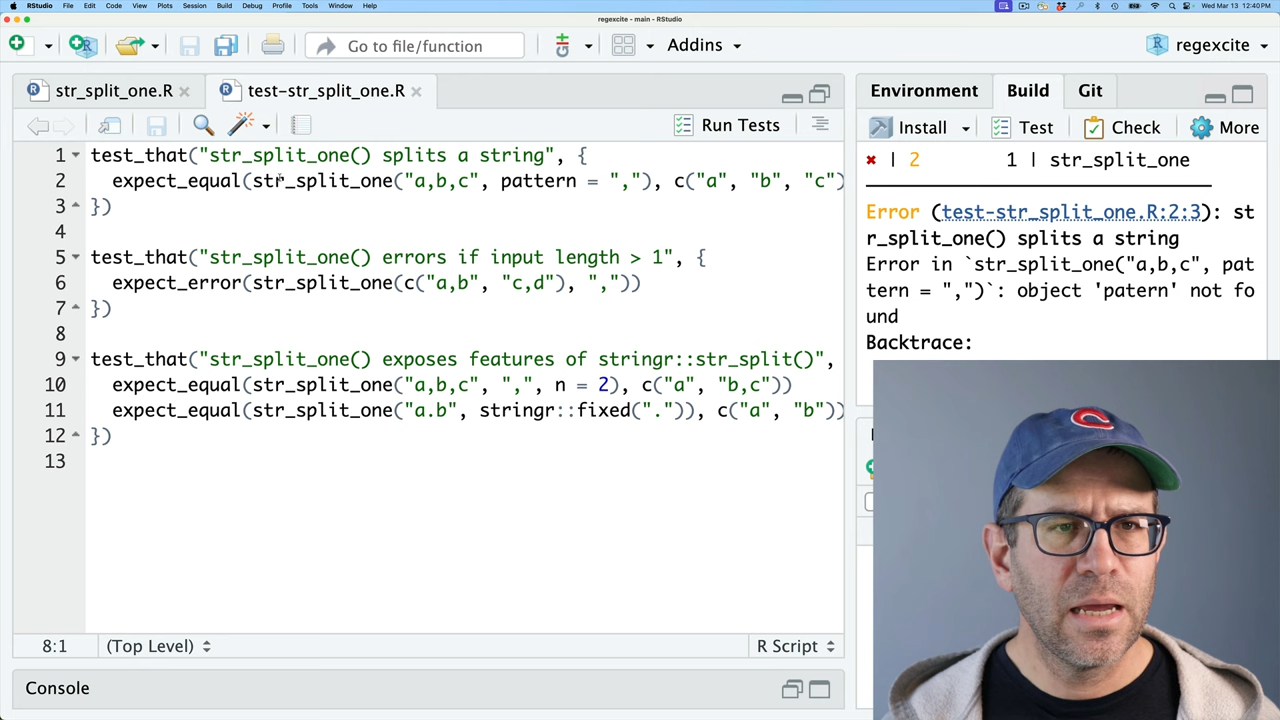 RStudio File Edit Code View Plots Session Build Debug Profile Tools Window Help Wed Mar 13 12:40PM
regexcite - main - RStudio
Go to file/function Addins regexcite
str_split_one.R test-str_split_one.R
Run Tests
1 test_that("str_split_one() splits a string", {
2 expect_equal(str_split_one("a,b,c", pattern = ","), c("a", "b", "c")
3 })
4
5 test_that("str_split_one() errors if input length > 1", {
6 expect_error(str_split_one(c("a,b", "c,d"), ","))
7 })
8
9 test_that("str_split_one() exposes features of stringr::str_split()",
10 expect_equal(str_split_one("a,b,c", ",", n = 2), c("a", "b,c"))
11 expect_equal(str_split_one("a.b", stringr::fixed(".")), c("a", "b"))
12 })
13
8:1 (Top Level) R Script
Console
Environment Build Git
Install Test Check More
✖ | 2 1 | str_split_one
Error (test-str_split_one.R:2:3): st
r_split_one() splits a string
Error in `str_split_one("a,b,c", pat
tern = ",")`: object 'patern' not fo
und
Backtrace:
C